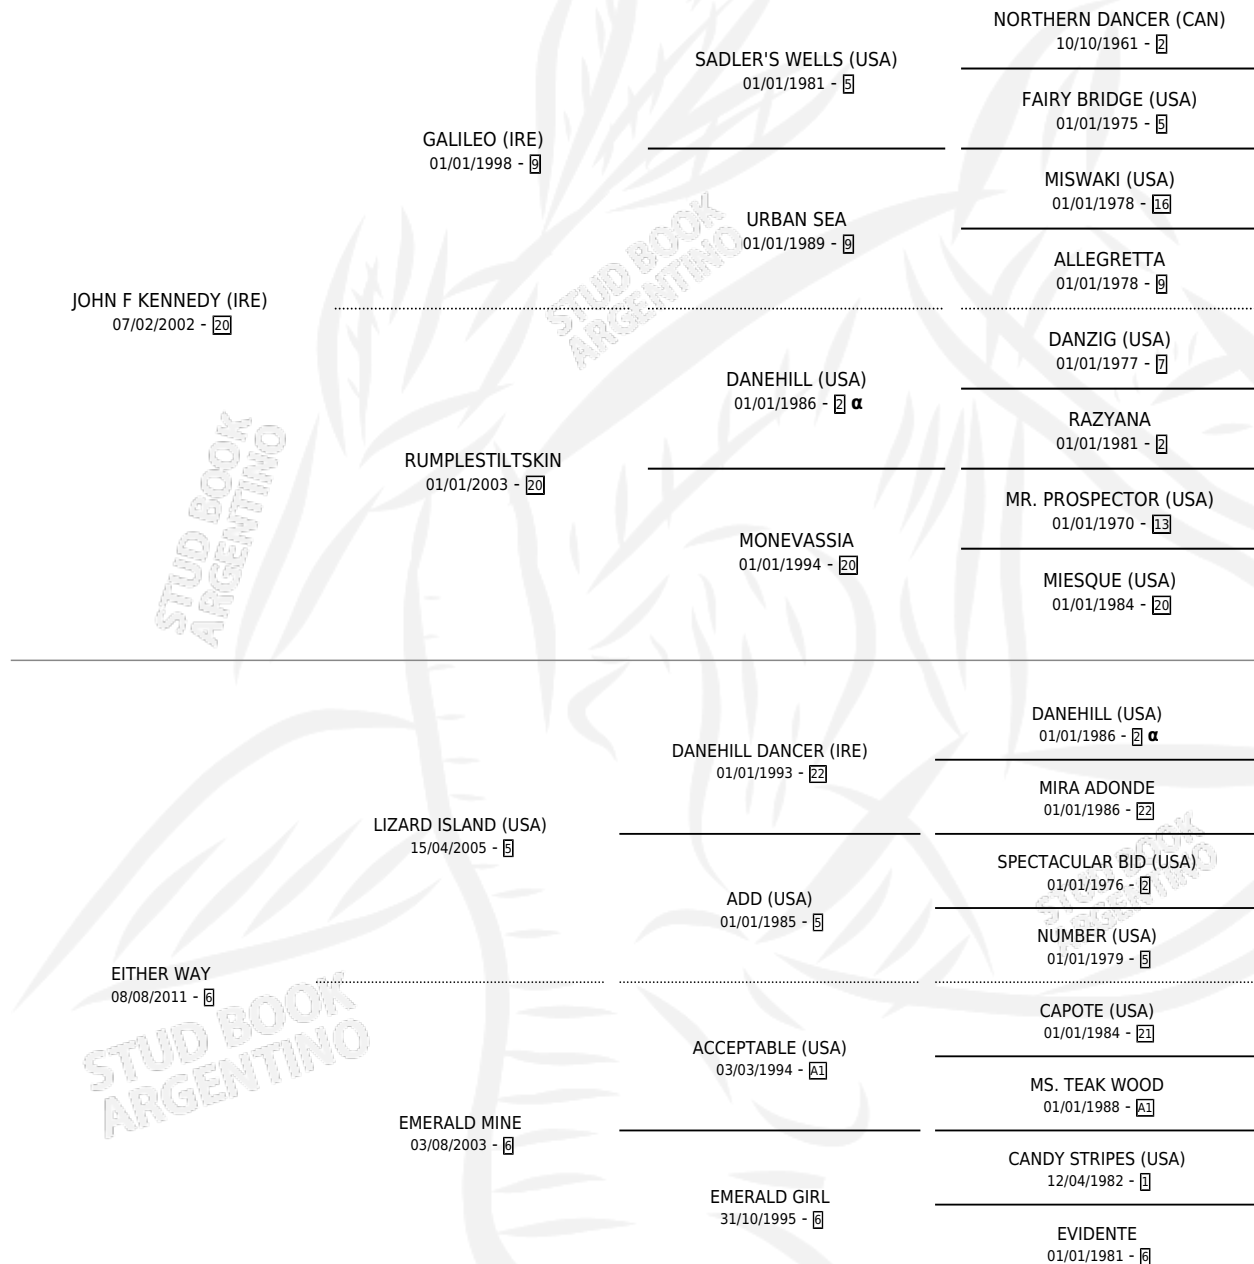 JOHN F KENNEDY (IRE)
07/02/2002 - 20
GALILEO (IRE)
01/01/1998 - 9
RUMPLESTILTSKIN
01/01/2003 - 20
SADLER'S WELLS (USA)
01/01/1981 - 5
URBAN SEA
01/01/1989 - 9
DANEHILL (USA)
01/01/1986 - 2 α
MONEVASSIA
01/01/1994 - 20
NORTHERN DANCER (CAN)
10/10/1961 - 2
FAIRY BRIDGE (USA)
01/01/1975 - 5
MISWAKI (USA)
01/01/1978 - 16
ALLEGRETTA
01/01/1978 - 9
DANZIG (USA)
01/01/1977 - 7
RAZYANA
01/01/1981 - 2
MR. PROSPECTOR (USA)
01/01/1970 - 13
MIESQUE (USA)
01/01/1984 - 20
EITHER WAY
08/08/2011 - 6
LIZARD ISLAND (USA)
15/04/2005 - 5
EMERALD MINE
03/08/2003 - 6
DANEHILL DANCER (IRE)
01/01/1993 - 22
ADD (USA)
01/01/1985 - 5
ACCEPTABLE (USA)
03/03/1994 - A1
EMERALD GIRL
31/10/1995 - 6
DANEHILL (USA)
01/01/1986 - 2 α
MIRA ADONDE
01/01/1986 - 22
SPECTACULAR BID (USA)
01/01/1976 - 2
NUMBER (USA)
01/01/1979 - 5
CAPOTE (USA)
01/01/1984 - 21
MS. TEAK WOOD
01/01/1988 - A1
CANDY STRIPES (USA)
12/04/1982 - 1
EVIDENTE
01/01/1981 - 6
STUD BOOK
ARGENTINO
STUD BOOK
ARGENTINO
STUD BOOK
ARGENTINO
STUD BOOK
ARGENTINO